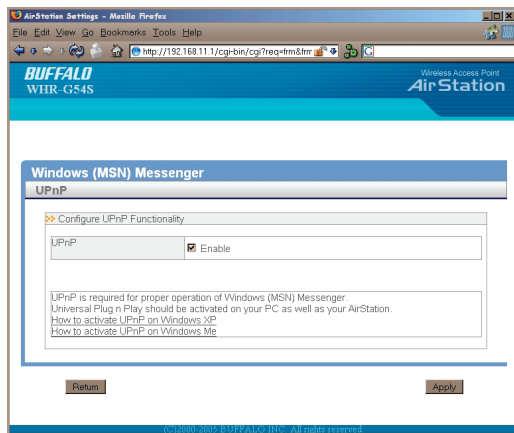 AirStation Settings - Mozilla Firefox
File Edit View Go Bookmarks Tools Help
http://192.168.11.1/cgi-bin/cgi?req=frm&frr
G
BUFFALO
WHR-G54S
Wireless Access Point
AirStation
Windows (MSN) Messenger
UPnP
Configure UPnP Functionality
UPnP
Enable
UPnP is required for proper operation of Windows (MSN) Messenger.
Universal Plug n Play should be activated on your PC as well as your AirStation.
How to activate UPnP on Windows XP
How to activate UPnP on Windows Me
Return
Apply
(C)2000-2005 BUFFALO INC. All rights reserved.